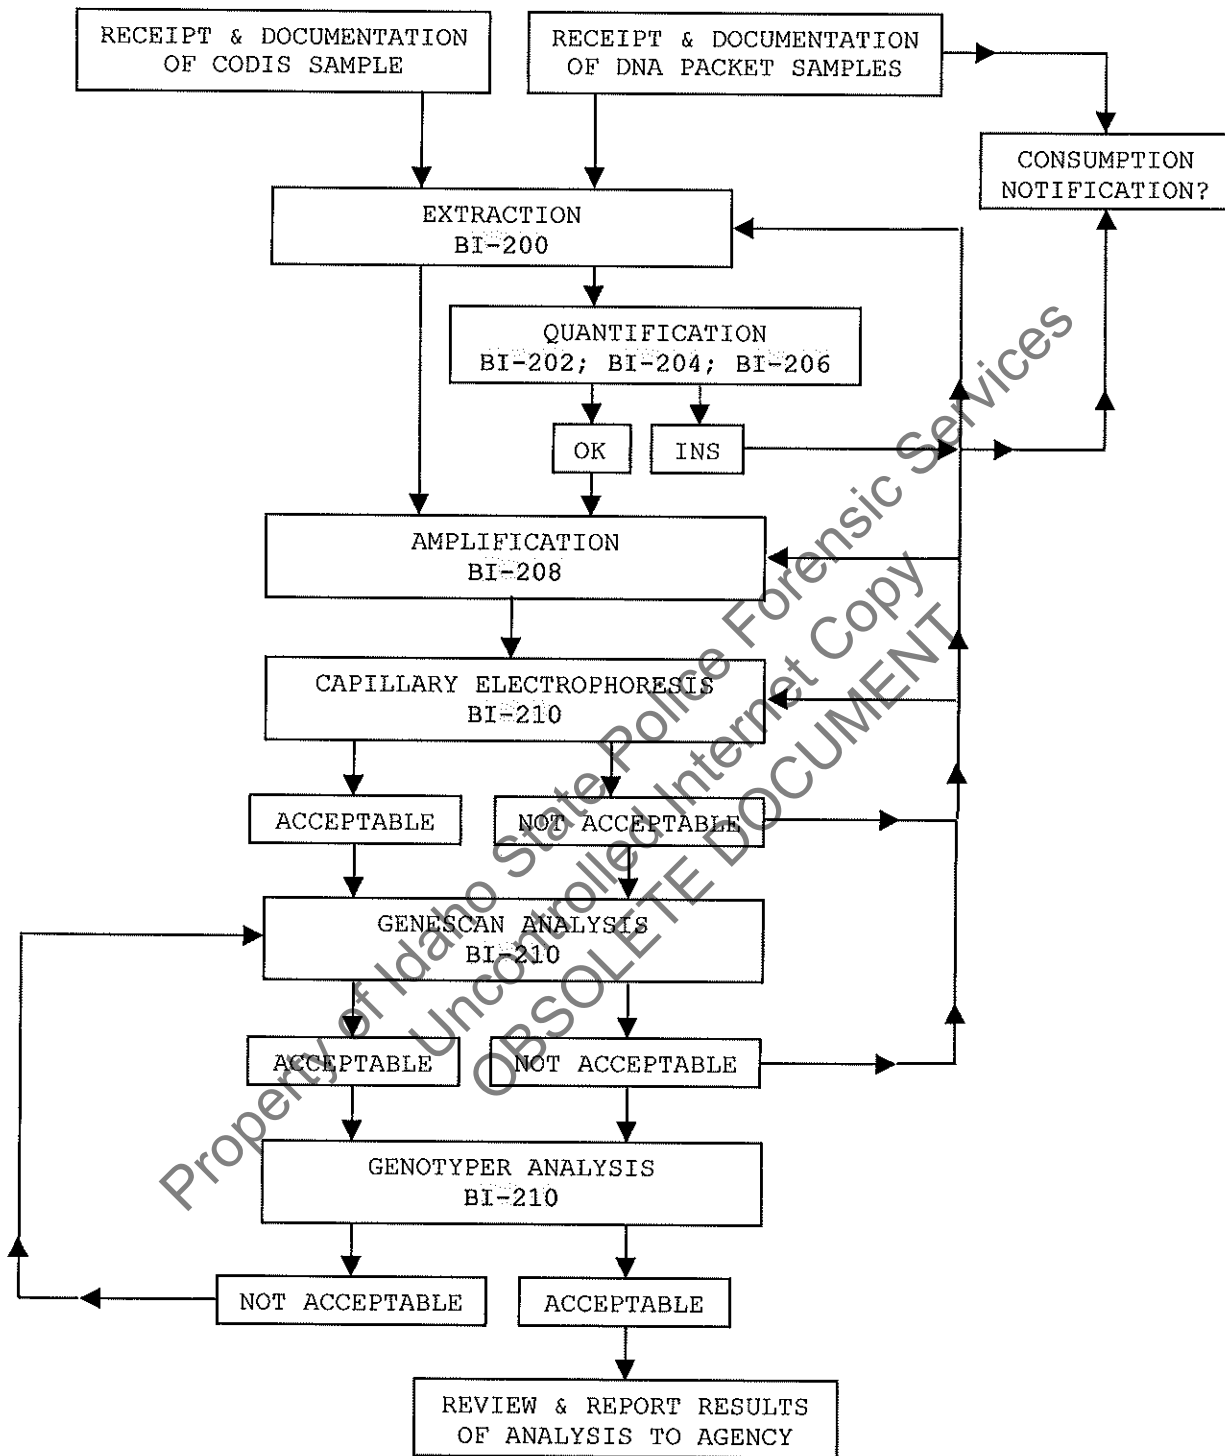 RECEIPT & DOCUMENTATION
OF CODIS SAMPLE
RECEIPT & DOCUMENTATION
OF DNA PACKET SAMPLES
CONSUMPTION
NOTIFICATION?
EXTRACTION
BI-200
QUANTIFICATION
BI-202; BI-204; BI-206
OK
INS
AMPLIFICATION
BI-208
CAPILLARY ELECTROPHORESIS
BI-210
ACCEPTABLE
NOT ACCEPTABLE
GENESCAN ANALYSIS
BI-210
ACCEPTABLE
NOT ACCEPTABLE
GENOTYPER ANALYSIS
BI-210
NOT ACCEPTABLE
ACCEPTABLE
REVIEW & REPORT RESULTS
OF ANALYSIS TO AGENCY
Property of Idaho State Police Forensic Services
Uncontrolled Internet Copy
OBSOLETE DOCUMENT